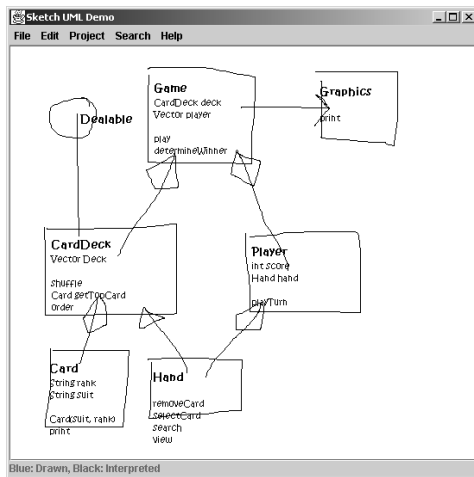 Sketch UML Demo
File Edit Project Search Help
Game
CardDeck deck
Vector player
play
determineWinner
Graphics
print
Dealable
CardDeck
Vector Deck
shuffle
Card getTopCard
order
Player
int score
Hand hand
playTurn
Card
String rank
String suit
Card(suit, rank)
print
Hand
removeCard
selectCard
search
view
Blue: Drawn, Black: Interpreted